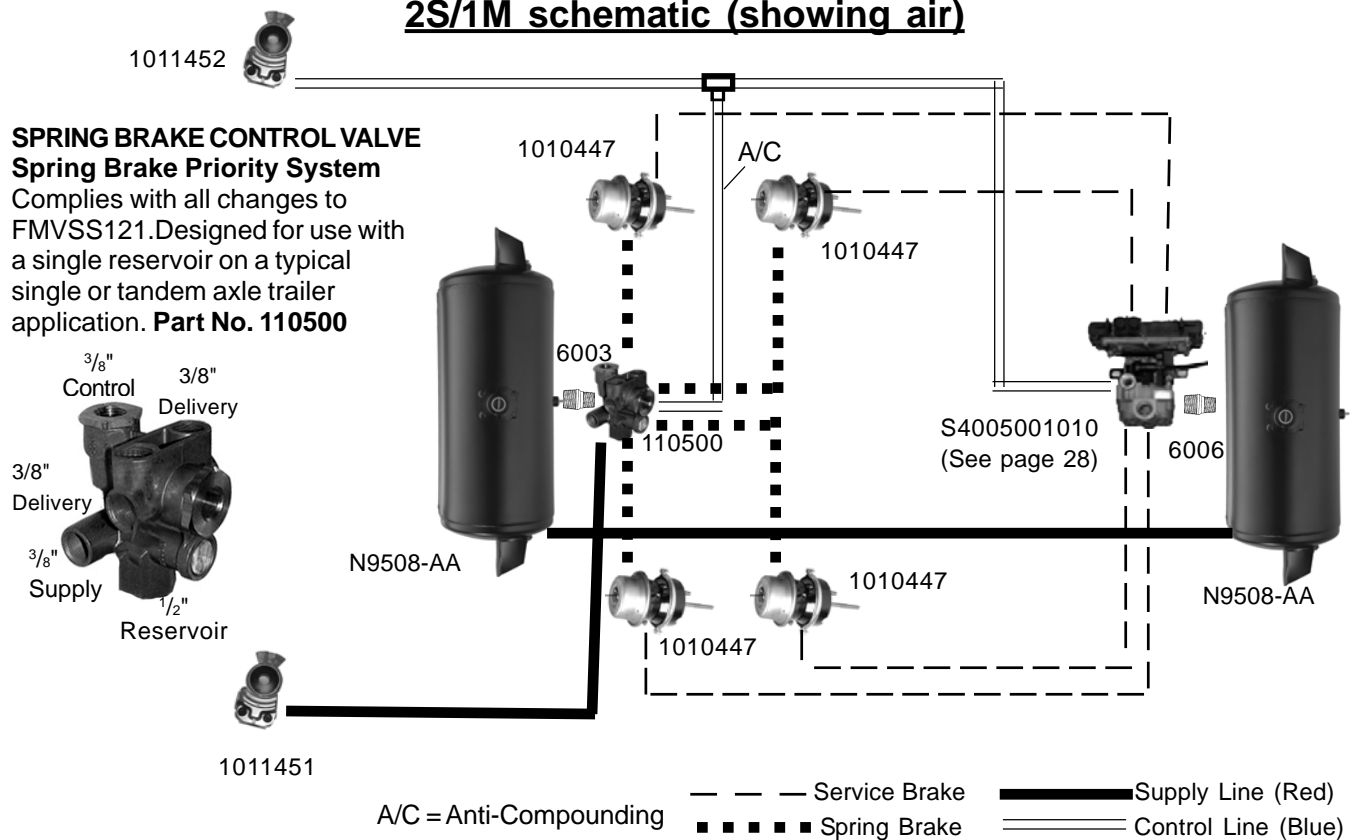 2S/1M schematic (showing air)
1011452
SPRING BRAKE CONTROL VALVE
Spring Brake Priority System
Complies with all changes to
FMVSS121.Designed for use with
a single reservoir on a typical
single or tandem axle trailer
application. Part No. 110500
1010447
A/C
1010447
3/8"
Control
3/8"
Delivery
3/8"
Delivery
3/8"
Supply
1/2"
Reservoir
6003
110500
S4005001010
(See page 28)
6006
N9508-AA
N9508-AA
1010447
1010447
1011451
A/C = Anti-Compounding
Service Brake
Spring Brake
Supply Line (Red)
Control Line (Blue)